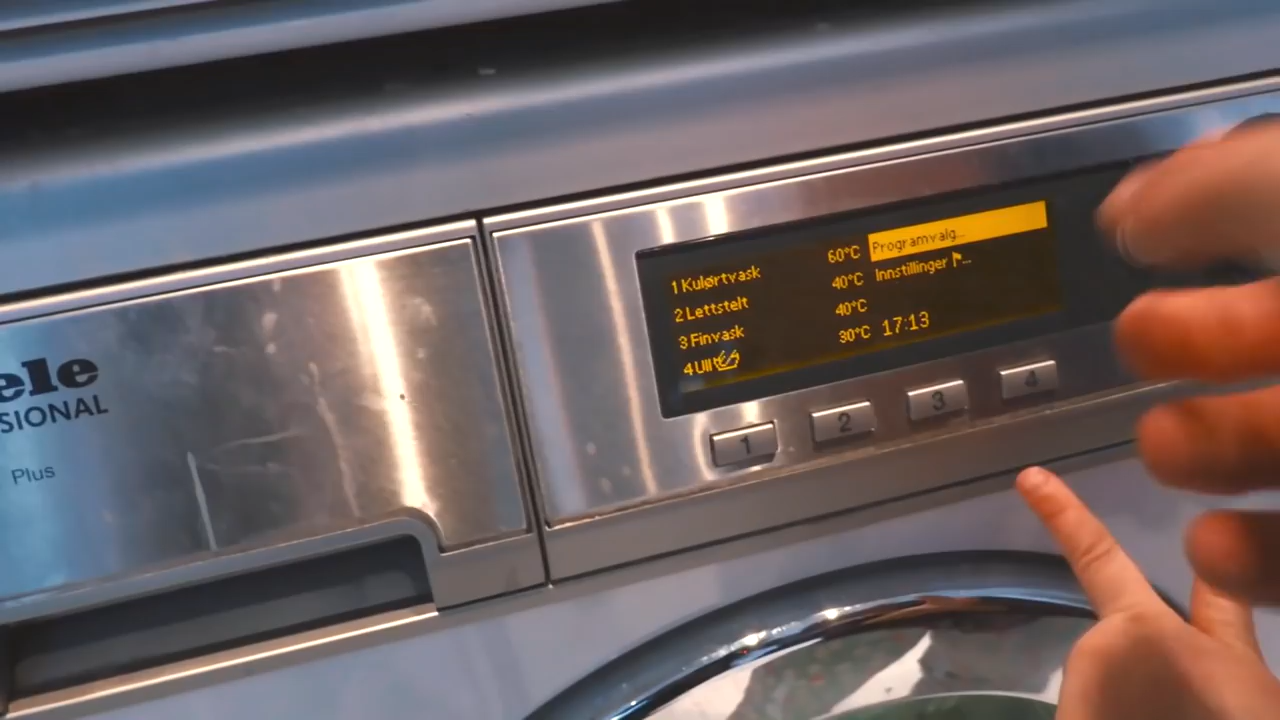 ele
SIONAL
Plus
1 Kulørtvask 60°C
2 Lettstelt 40°C
3 Finvask 40°C
4 Ull 30°C
Programvalg...
Innstillinger ...
17:13
1 2 3 4